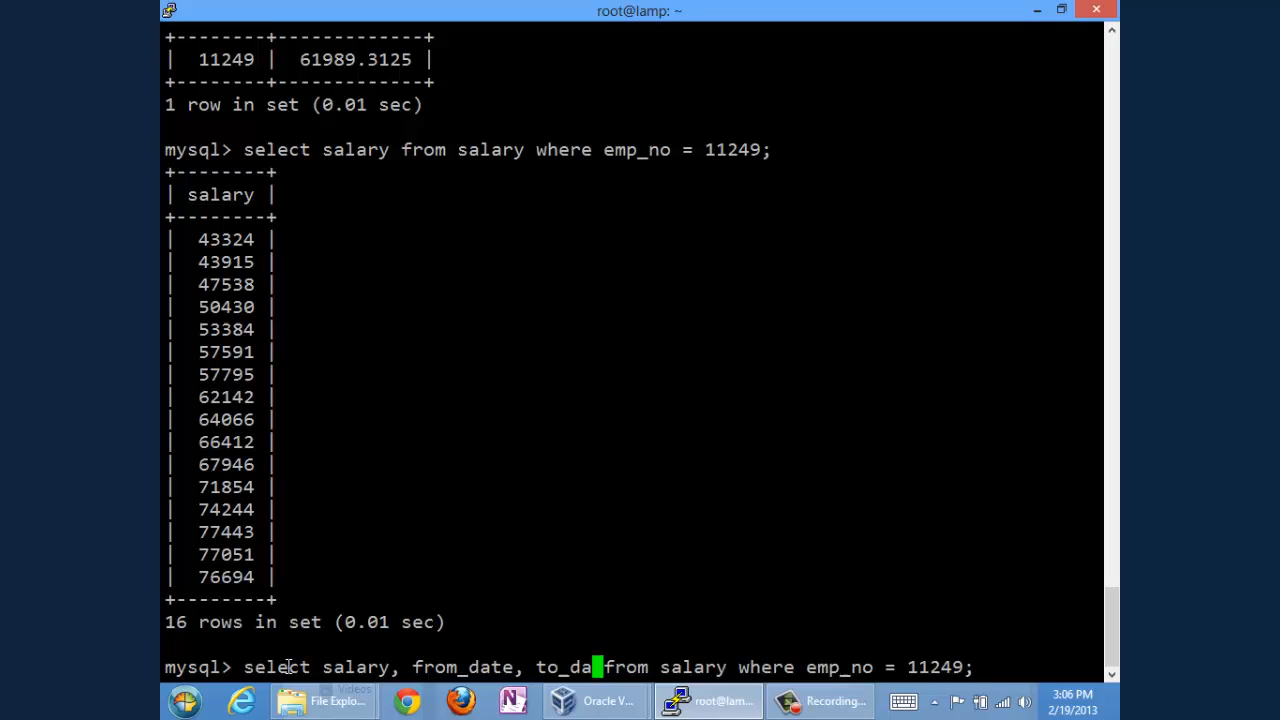 root@lamp: ~
+--------+-------------+
| 11249 | 61989.3125 |
+--------+-------------+
1 row in set (0.01 sec)
mysql> select salary from salary where emp_no = 11249;
+--------+
| salary |
+--------+
| 43324 |
| 43915 |
| 47538 |
| 50430 |
| 53384 |
| 57591 |
| 57795 |
| 62142 |
| 64066 |
| 66412 |
| 67946 |
| 71854 |
| 74244 |
| 77443 |
| 77051 |
| 76694 |
+--------+
16 rows in set (0.01 sec)
mysql> select salary, from_date, to_da from salary where emp_no = 11249;
Videos
File Explo...
Oracle V...
root@lam...
Recording...
3:06 PM
2/19/2013